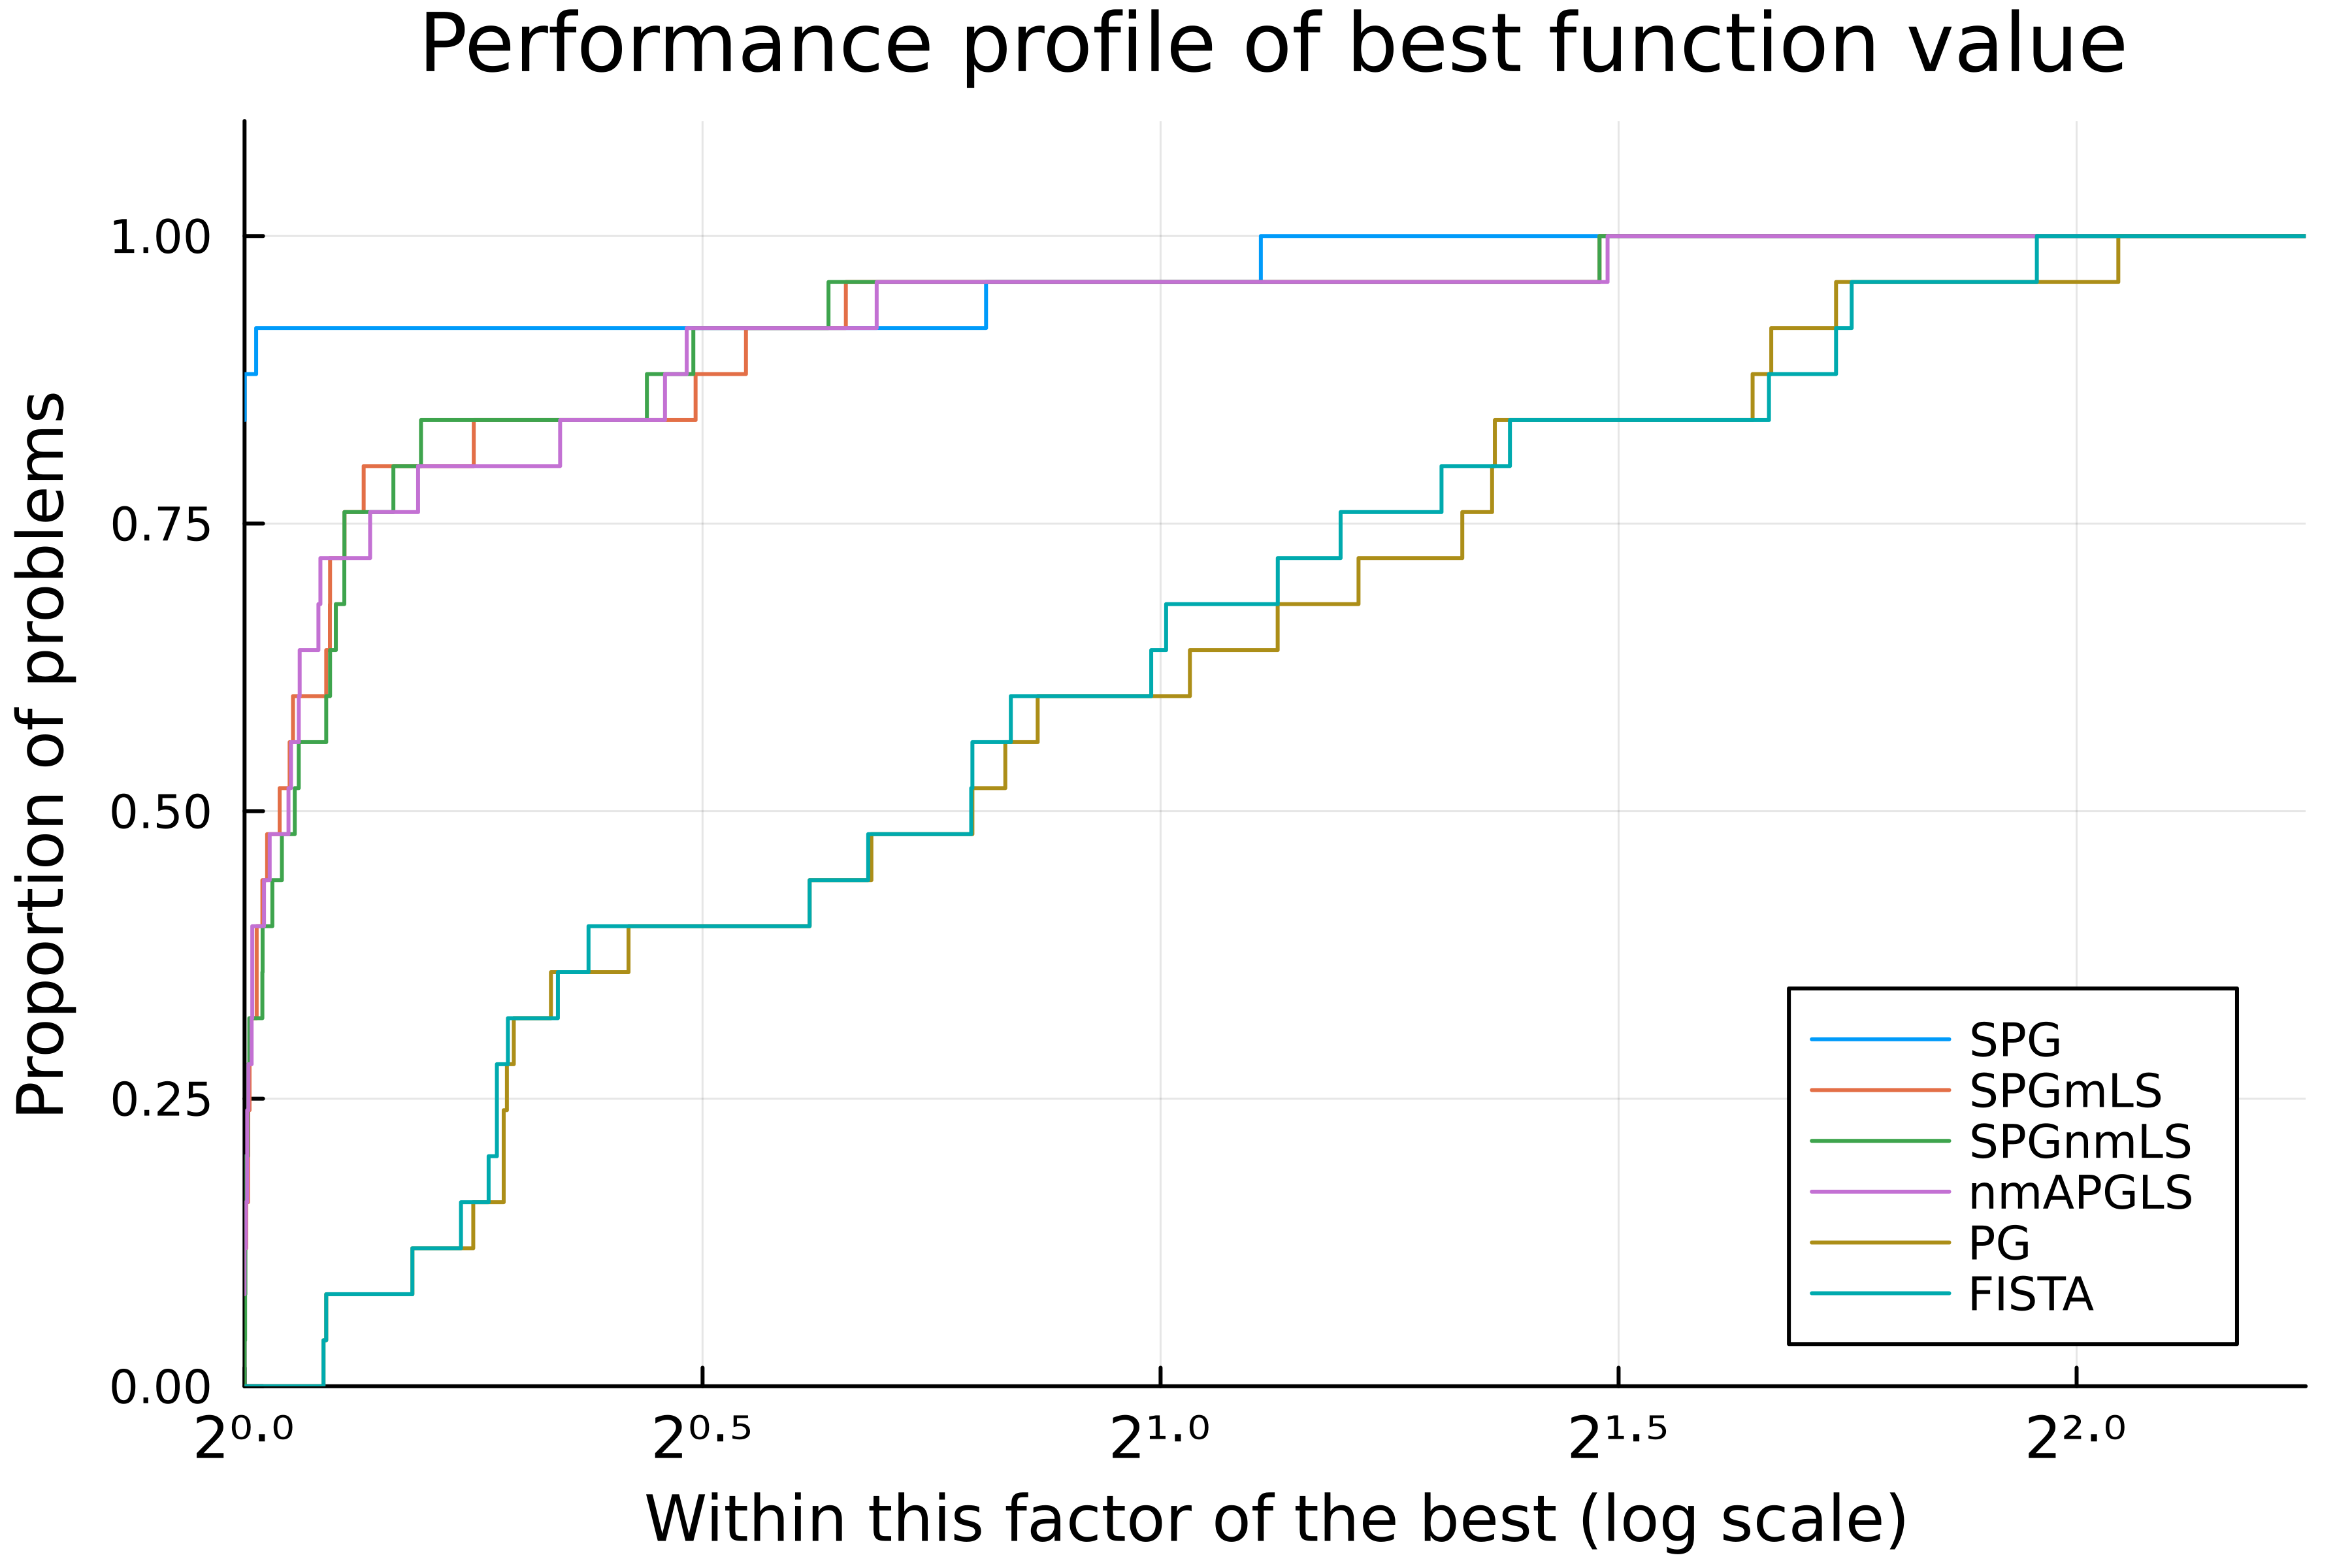 Performance profile of best function value
Proportion of problems
1.00
0.75
0.50
0.25
0.00
2⁰·⁰ 2⁰·⁵ 2¹·⁰ 2¹·⁵ 2²·⁰
Within this factor of the best (log scale)
SPG
SPGmLS
SPGnmLS
nmAPGLS
PG
FISTA